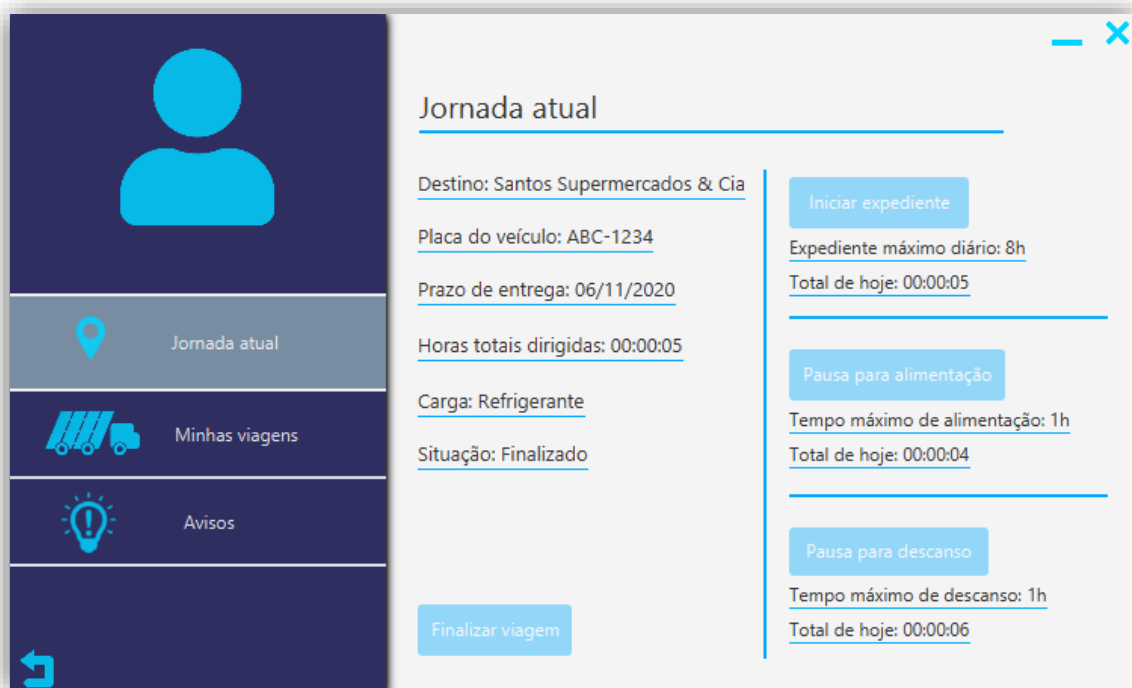 Jornada atual
Minhas viagens
Avisos
Jornada atual
Destino: Santos Supermercados & Cia
Placa do veículo: ABC-1234
Prazo de entrega: 06/11/2020
Horas totais dirigidas: 00:00:05
Carga: Refrigerante
Situação: Finalizado
Finalizar viagem
Iniciar expediente
Expediente máximo diário: 8h
Total de hoje: 00:00:05
Pausa para alimentação
Tempo máximo de alimentação: 1h
Total de hoje: 00:00:04
Pausa para descanso
Tempo máximo de descanso: 1h
Total de hoje: 00:00:06